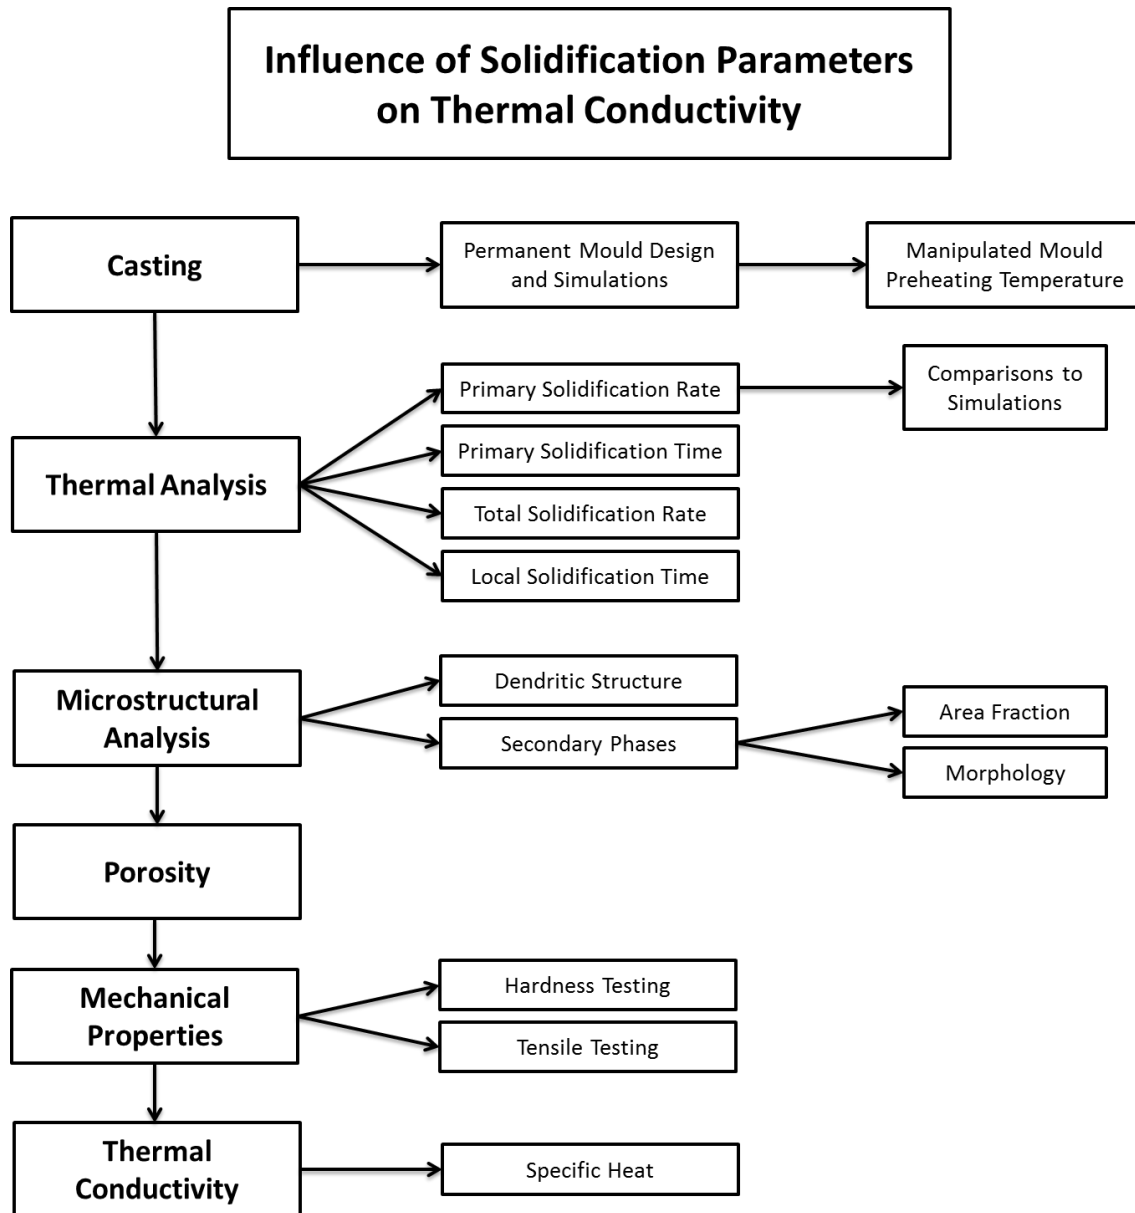 Influence of Solidification Parameters
on Thermal Conductivity
Casting
Permanent Mould Design
and Simulations
Manipulated Mould
Preheating Temperature
Thermal Analysis
Primary Solidification Rate
Comparisons to
Simulations
Primary Solidification Time
Total Solidification Rate
Local Solidification Time
Microstructural
Analysis
Dendritic Structure
Secondary Phases
Area Fraction
Morphology
Porosity
Mechanical
Properties
Hardness Testing
Tensile Testing
Thermal
Conductivity
Specific Heat